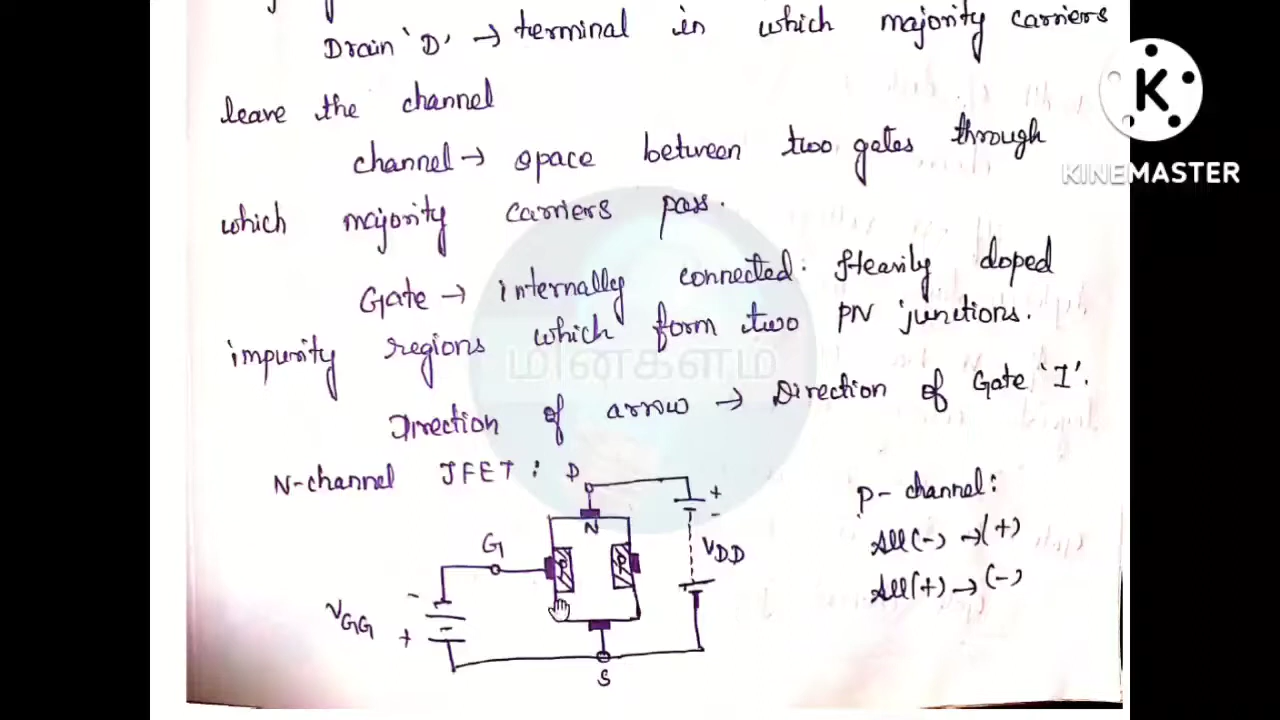 Drain 'D' → terminal in which majority carriers
leave the channel
channel → space between two gates through
which majority carriers pass.
Gate → internally connected. Heavily doped
impurity regions which form two PN junctions.
Direction of arrow → Direction of Gate 'I'.
N-channel JFET:
P-channel:
All (-) → (+)
All (+) → (-)
D
+
-
N
G
P
P
VDD
-
VGG
+
S
K
KINEMASTER
மின்களம்